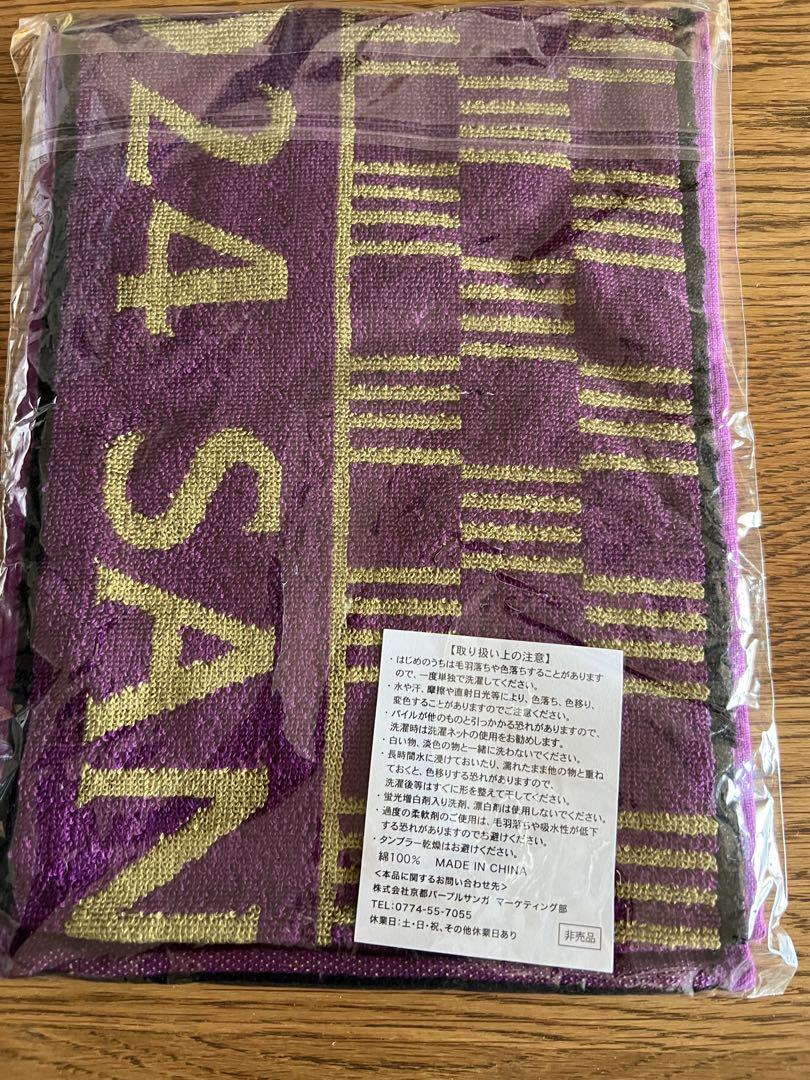 24 SAN
【取り扱い上の注意】
・はじめのうちは毛羽落ちや色落ちすることがあります
ので、一度単独で洗濯してください。
・水や汗、摩擦や直射日光等により、色落ち、色移り、
変色することがありますのでご注意ください。
・パイルが他のものと引っかかる恐れがありますので、
洗濯時は洗濯ネットの使用をお勧めします。
・白い物、淡色の物と一緒に洗わないでください。
・長時間水に浸けておいたり、濡れたまま他の物と重ね
ておくと、色移りする恐れがありますので、
洗濯後等はすぐに形を整えて干してください。
・蛍光増白剤入り洗剤、漂白剤は使用しないでください。
・過度の柔軟剤のご使用は、毛羽落ちや吸水性が低下
する恐れがありますのでお避けください。
・タンブラー乾燥はお避けください。
綿100% MADE IN CHINA
<本品に関するお問い合わせ先>
株式会社京都パープルサンガ マーケティング部
TEL:0774-55-7055
休業日:土・日・祝、その他休業日あり
非売品